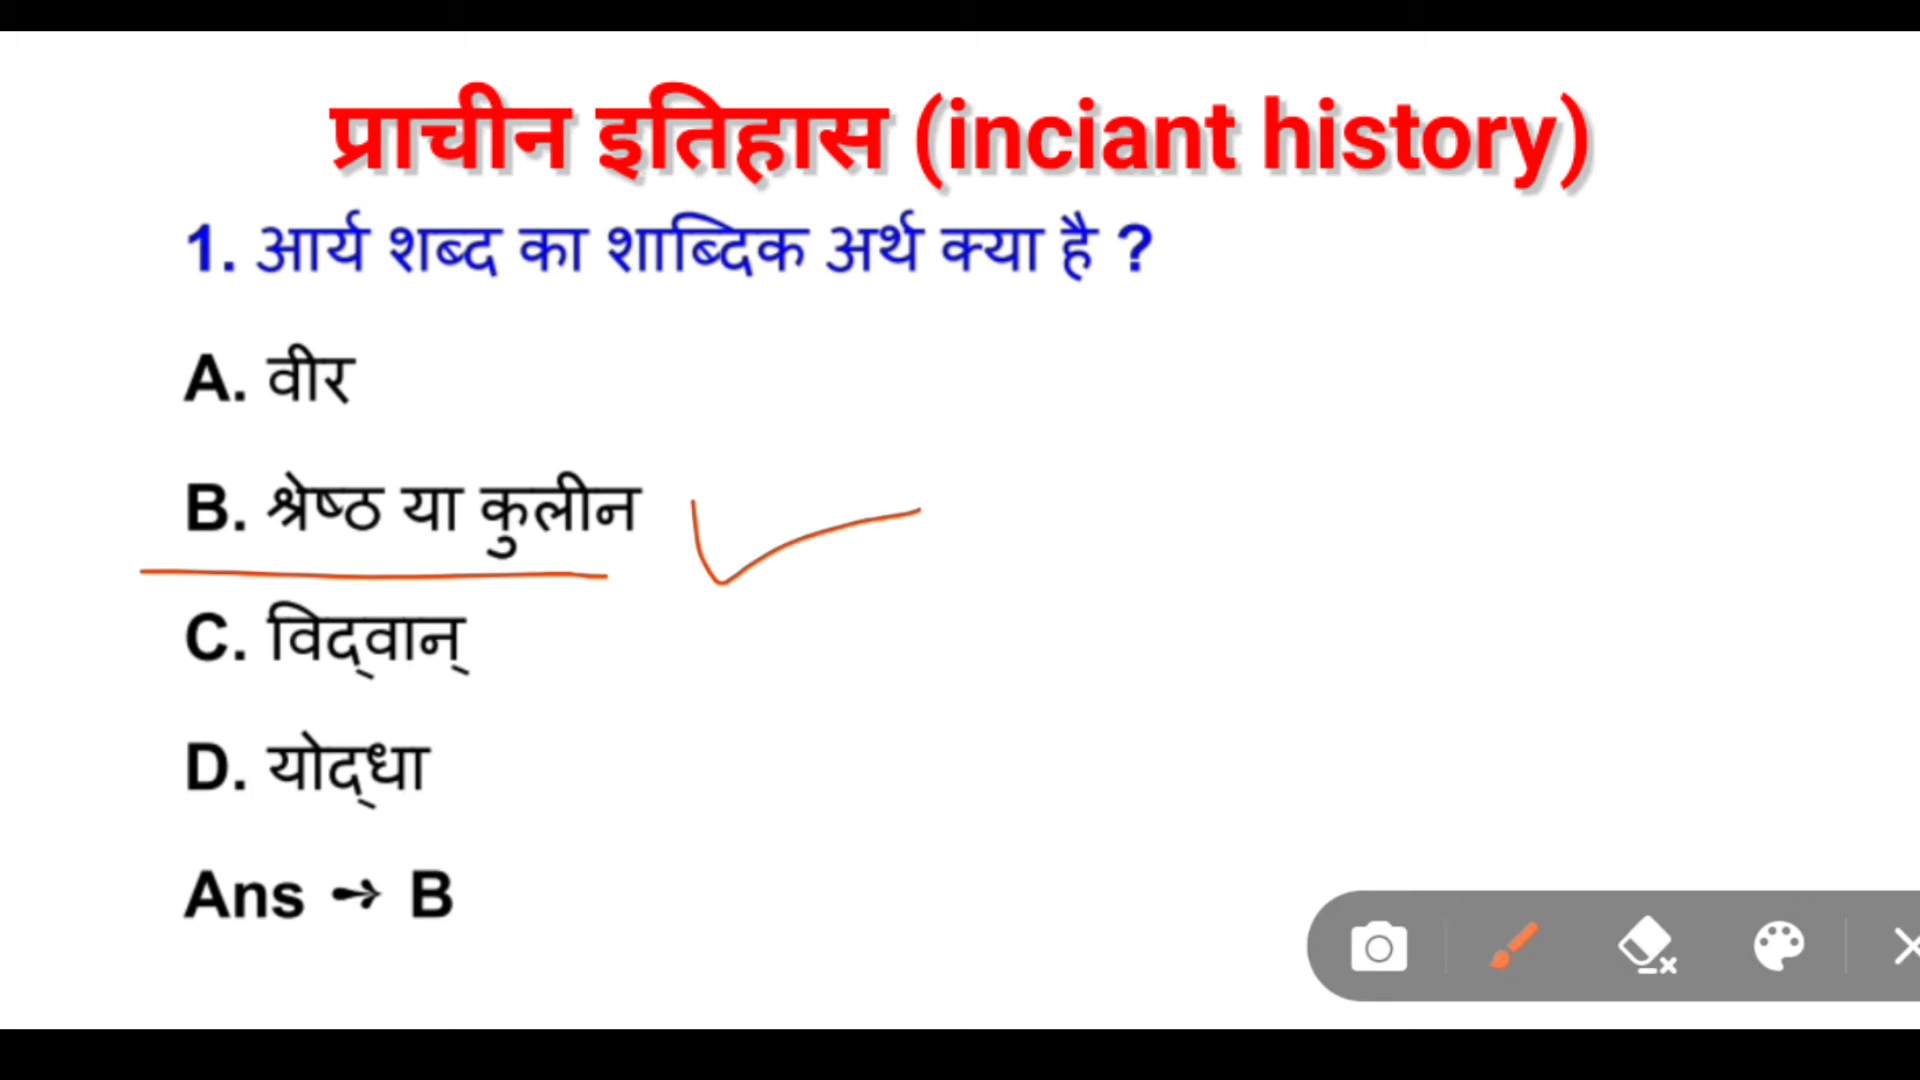 प्राचीन इतिहास (inciant history)
1. आर्य शब्द का शाब्दिक अर्थ क्या है ?
A. वीर
B. श्रेष्ठ या कुलीन
C. विद्‌वान्
D. योद्‌धा
Ans ➺ B